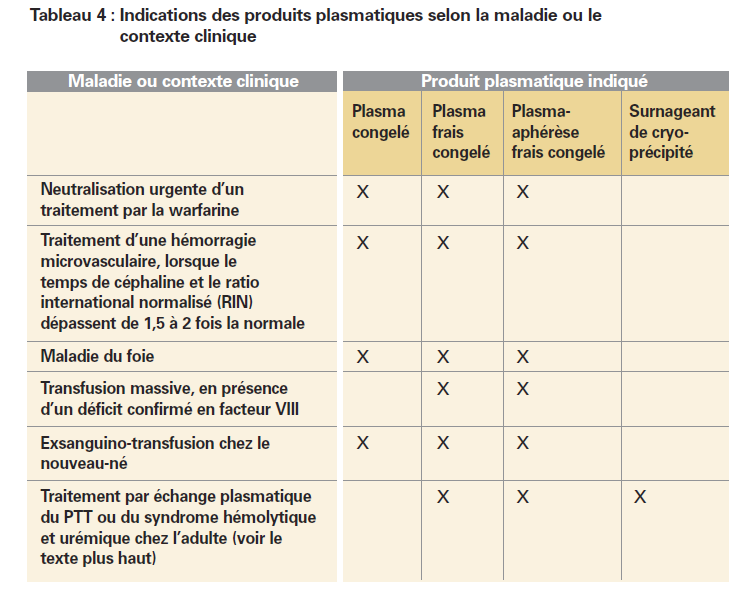 Tableau 4 : Indications des produits plasmatiques selon la maladie ou le
contexte clinique
Maladie ou contexte clinique
Produit plasmatique indiqué
Plasma
congelé
Plasma
frais
congelé
Plasma-
aphérèse
frais congelé
Surnageant
de cryo-
précipité
Neutralisation urgente d'un
traitement par la warfarine
X X X
Traitement d'une hémorragie
microvasculaire, lorsque le
temps de céphaline et le ratio
international normalisé (RIN)
dépassent de 1,5 à 2 fois la normale
X X X
Maladie du foie
X X X
Transfusion massive, en présence
d'un déficit confirmé en facteur VIII
X X
Exsanguino-transfusion chez le
nouveau-né
X X X
Traitement par échange plasmatique
du PTT ou du syndrome hémolytique
et urémique chez l'adulte (voir le
texte plus haut)
X X X